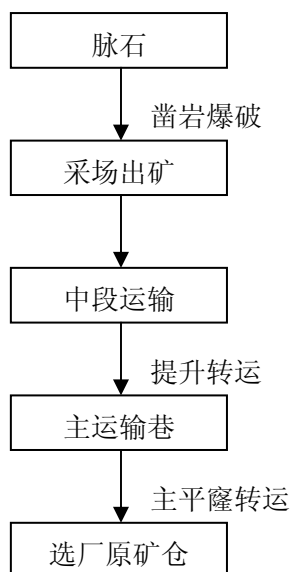 脉石
凿岩爆破
采场出矿
中段运输
提升转运
主运输巷
主平窿转运
选厂原矿仓